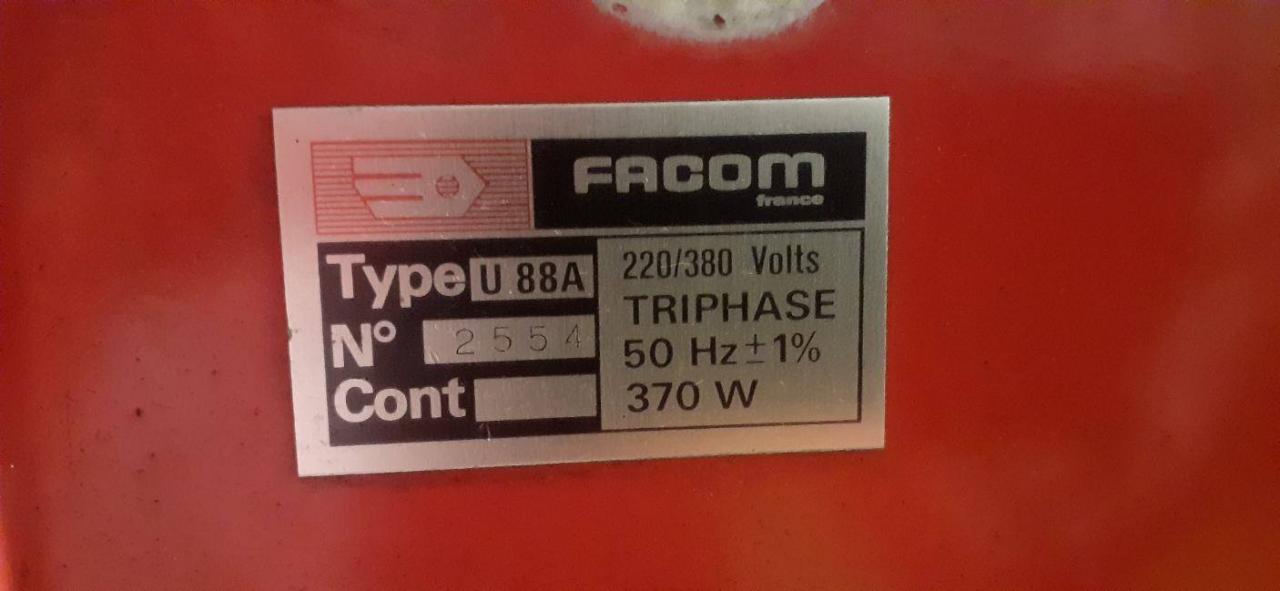 FACOM
france
Type U 88A
N° 2554
Cont
220/380 Volts
TRIPHASE
50 Hz ± 1%
370 W